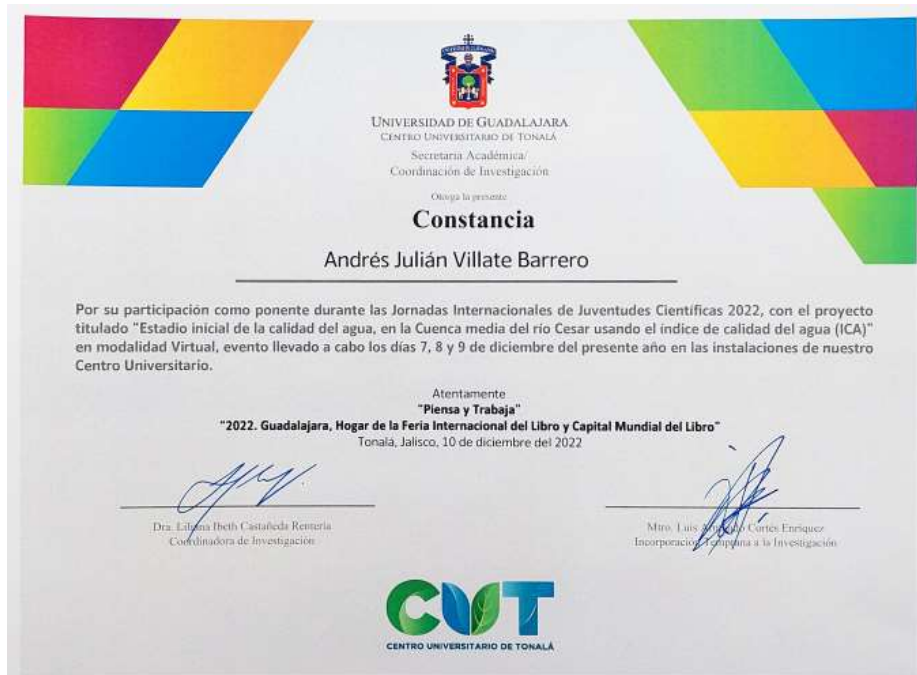 UNIVERSIDAD DE GUADALAJARA
CENTRO UNIVERSITARIO DE TONALÁ
Secretaría Académica/
Coordinación de Investigación
Otorga la presente
Constancia
Andrés Julián Villate Barrero
Por su participación como ponente durante las Jornadas Internacionales de Juventudes Científicas 2022, con el proyecto
titulado "Estadio inicial de la calidad del agua, en la Cuenca media del río Cesar usando el índice de calidad del agua (ICA)"
en modalidad Virtual, evento llevado a cabo los días 7, 8 y 9 de diciembre del presente año en las instalaciones de nuestro
Centro Universitario.
Atentamente
"Piensa y Trabaja"
"2022. Guadalajara, Hogar de la Feria Internacional del Libro y Capital Mundial del Libro"
Tonalá, Jalisco, 10 de diciembre del 2022
Dra. Liliana Ibeth Castañeda Rentería
Coordinadora de Investigación
Mtro. Luis Cortés Enríquez
Incorporación Temprana a la Investigación
CUT
CENTRO UNIVERSITARIO DE TONALÁ